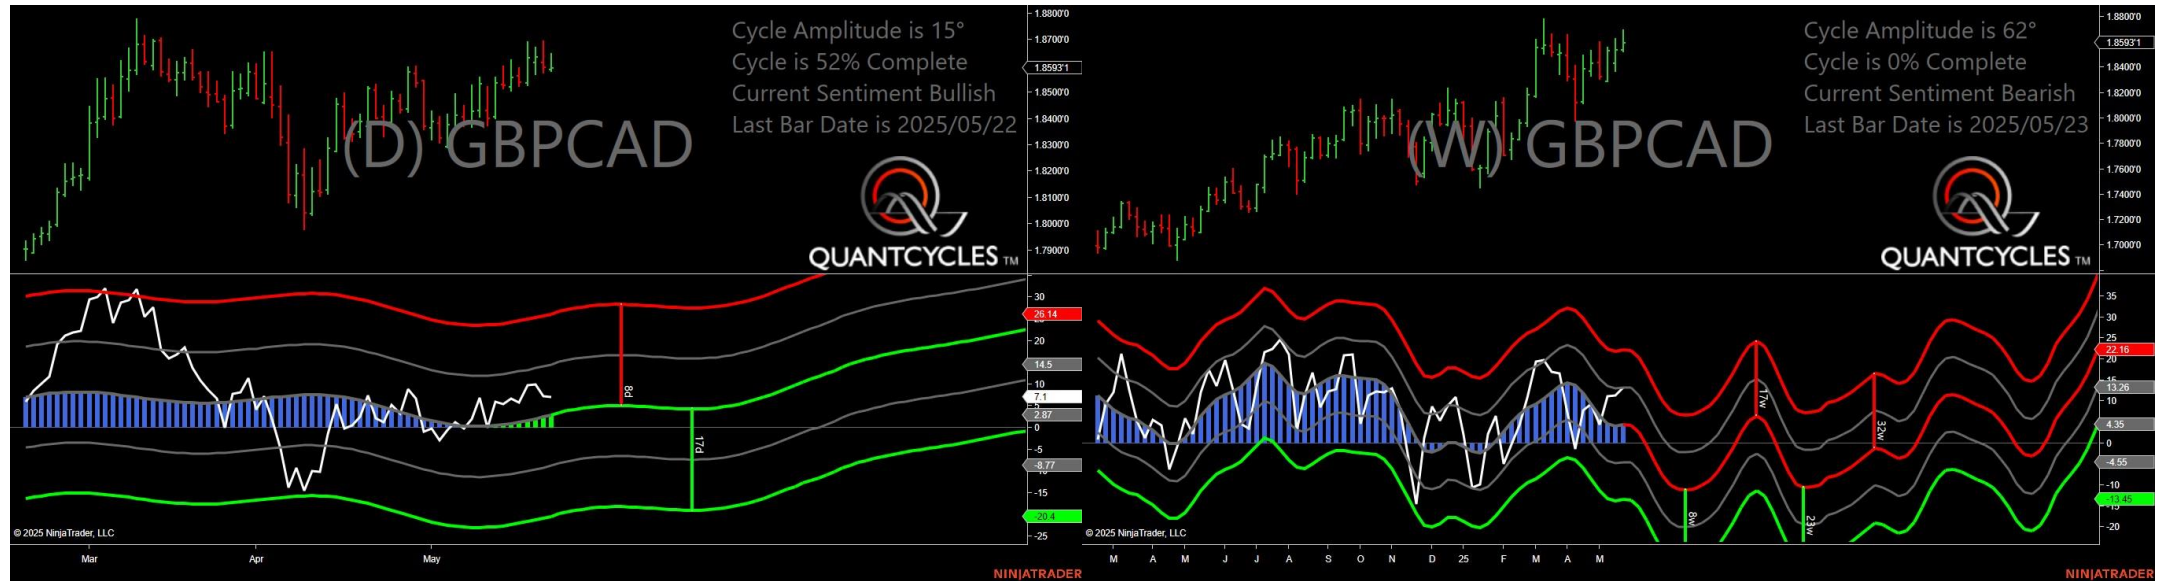 Cycle Amplitude is 15°
Cycle is 52% Complete
Current Sentiment Bullish
Last Bar Date is 2025/05/22
(D) GBPCAD
QUANTCYCLES TM
1.8800'0
1.8700'0
1.8593'1
1.8500'0
1.8400'0
1.8300'0
1.8200'0
1.8100'0
1.8000'0
1.7900'0
30
26.14
20
14.5
10
7.1
2.87
0
-5
-8.77
-15
-20.4
-25
8d
17d
© 2025 NinjaTrader, LLC
Mar Apr May
NINJATRADER
Cycle Amplitude is 62°
Cycle is 0% Complete
Current Sentiment Bearish
Last Bar Date is 2025/05/23
(W) GBPCAD
QUANTCYCLES TM
1.8800'0
1.8593'1
1.8400'0
1.8200'0
1.8000'0
1.7800'0
1.7600'0
1.7400'0
1.7200'0
1.7000'0
35
30
25
22.16
20
13.26
10
4.35
0
-4.55
-10
-13.45
-20
17w
32w
8w
23w
© 2025 NinjaTrader, LLC
M A M J J A S O N D 25 F M A M
NINJATRADER